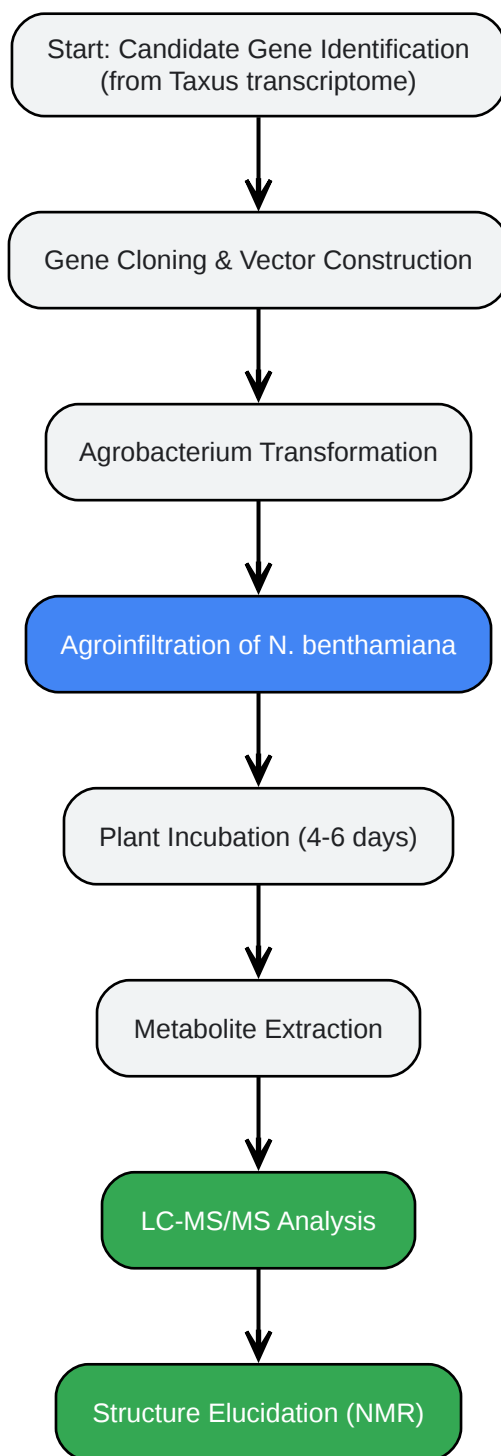 Start: Candidate Gene Identification
(from Taxus transcriptome)
Gene Cloning & Vector Construction
Agrobacterium Transformation
Agroinfiltration of N. benthamiana
Plant Incubation (4-6 days)
Metabolite Extraction
LC-MS/MS Analysis
Structure Elucidation (NMR)